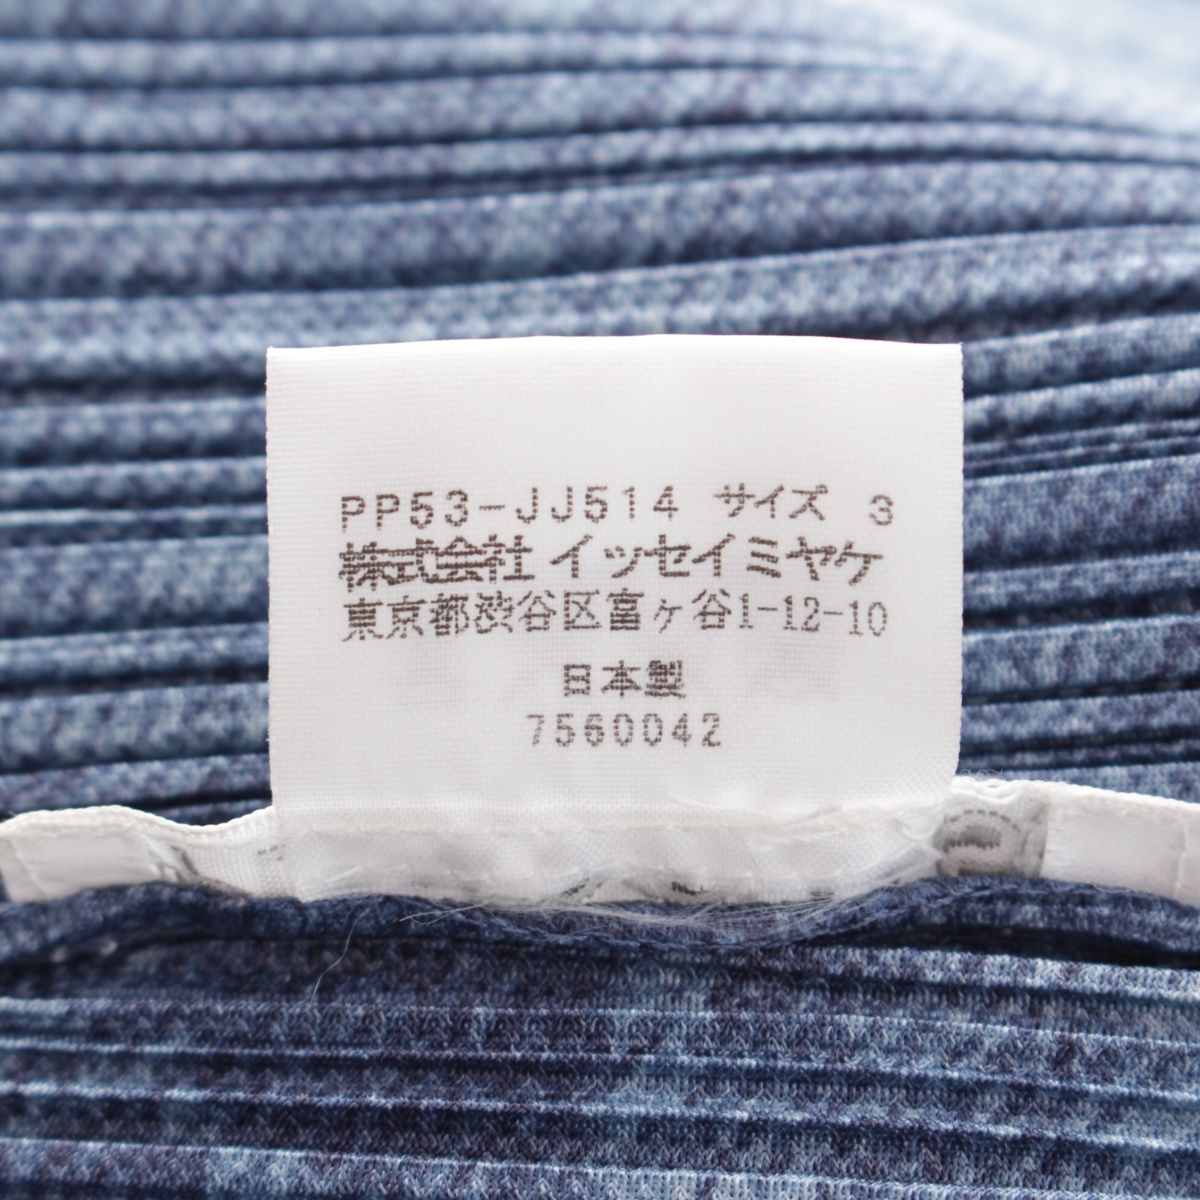 PP53-JJ514 サイズ 3
株式会社イッセイミヤケ
東京都渋谷区富ヶ谷1-12-10
日本製
7560042